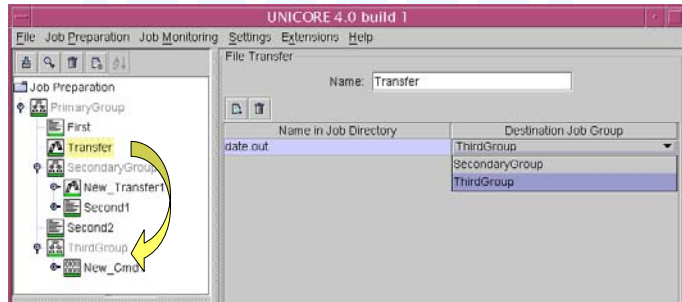 UNICORE 4.0 build 1
File Job Preparation Job Monitoring Settings Extensions Help
Job Preparation
PrimaryGroup
First
Transfer
SecondaryGroup
New_Transfer1
Second1
Second2
ThirdGroup
New_Cmd
File Transfer
Name: Transfer
Name in Job Directory Destination Job Group
date.out ThirdGroup
SecondaryGroup
ThirdGroup